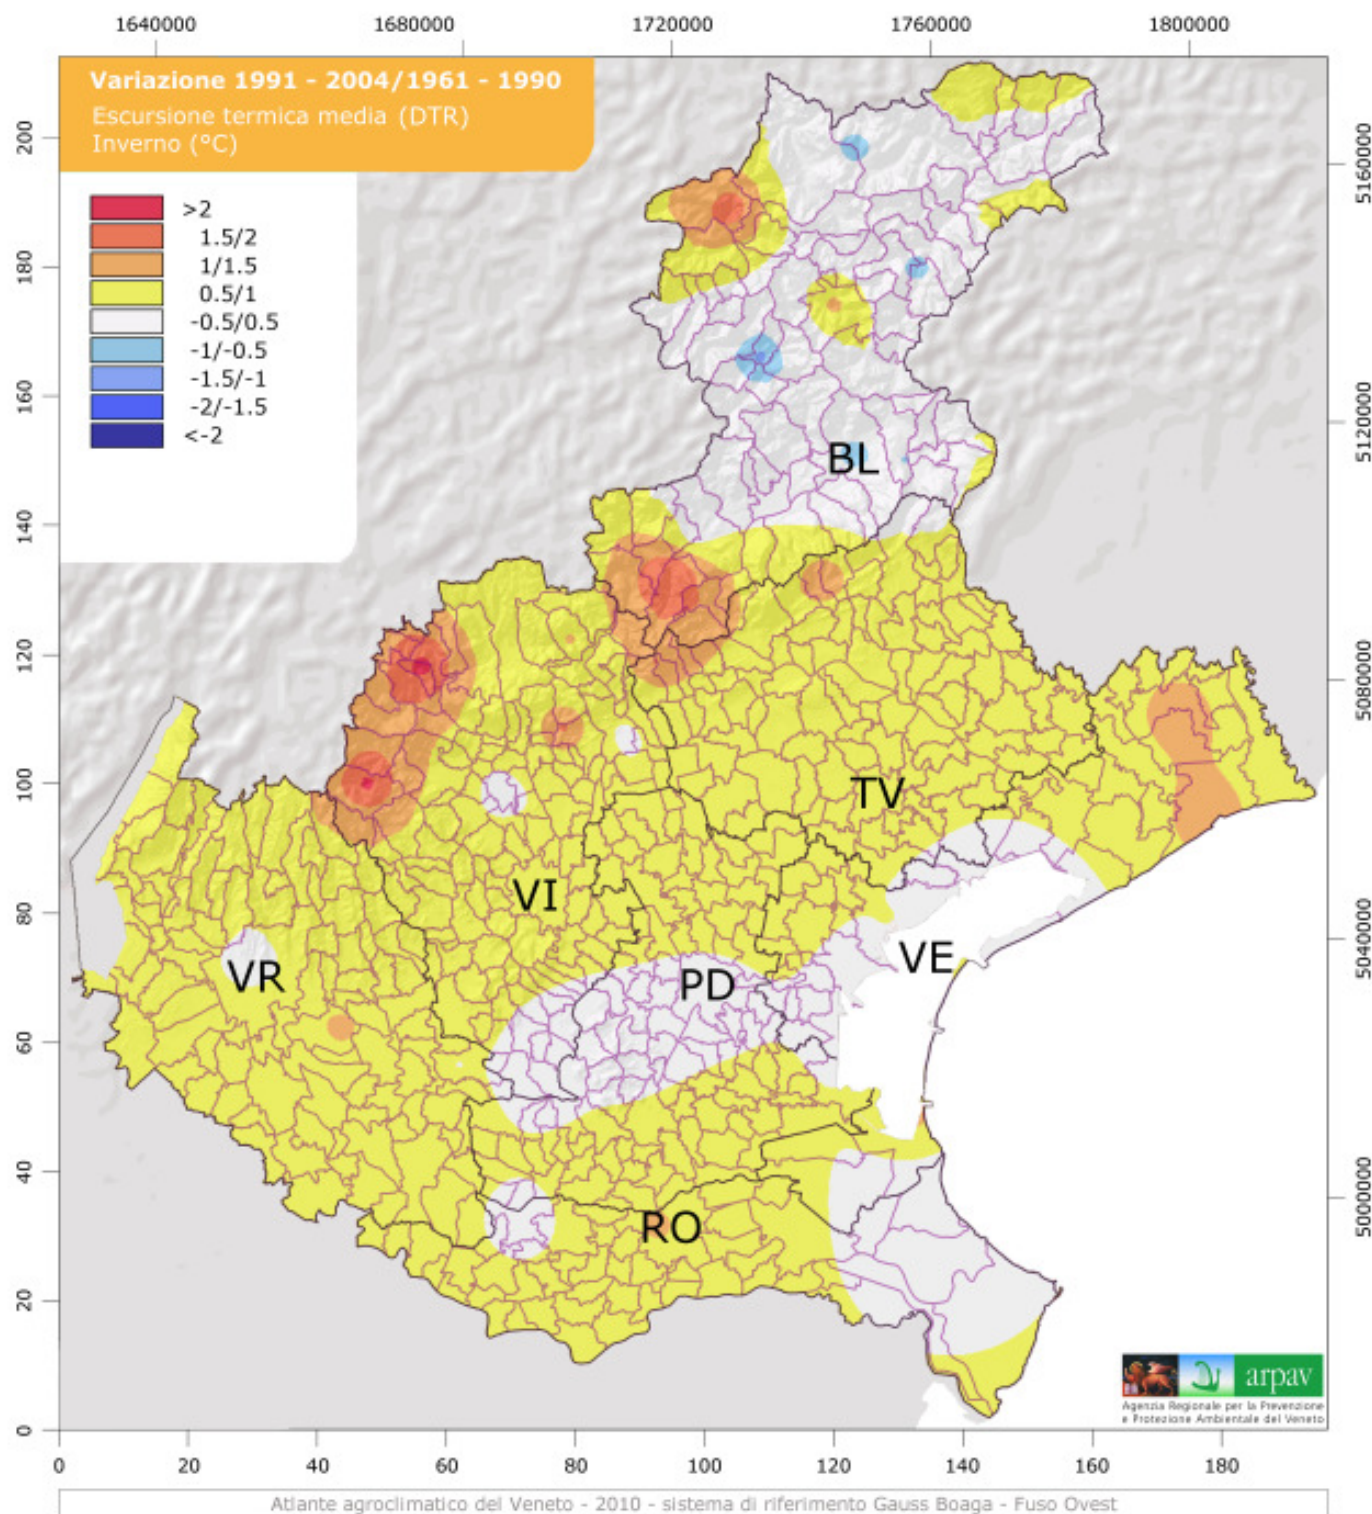 1640000 1680000 1720000 1760000 1800000
Variazione 1991 - 2004/1961 - 1990
Escursione termica media (DTR)
Inverno (°C)
>2
1.5/2
1/1.5
0.5/1
-0.5/0.5
-1/-0.5
-1.5/-1
-2/-1.5
<-2
200
180
160
140
120
100
80
60
40
20
0
5160000
5120000
5080000
5040000
5000000
BL
TV
VI
VE
VR
PD
RO
arpav
Agenzia Regionale per la Prevenzione
e Protezione Ambientale del Veneto
0 20 40 60 80 100 120 140 160 180
Atlante agroclimatico del Veneto - 2010 - sistema di riferimento Gauss Boaga - Fuso Ovest